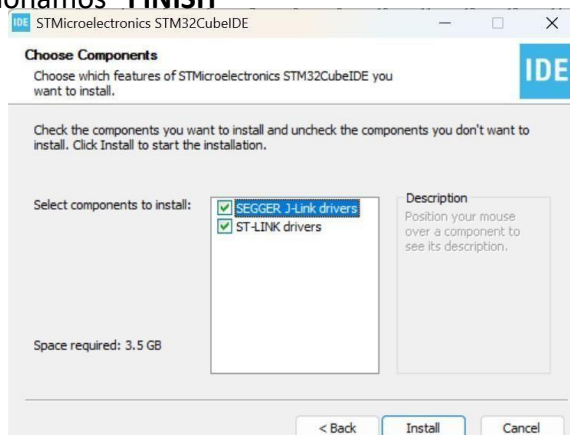 onamos "FINISH"
IDE STMicroelectronics STM32CubeIDE
Choose Components
Choose which features of STMicroelectronics STM32CubeIDE you
want to install.
IDE
Check the components you want to install and uncheck the components you don't want to
install. Click Install to start the installation.
Select components to install:
SEGGER J-Link drivers
ST-LINK drivers
Description
Position your mouse
over a component to
see its description.
Space required: 3.5 GB
< Back
Install
Cancel